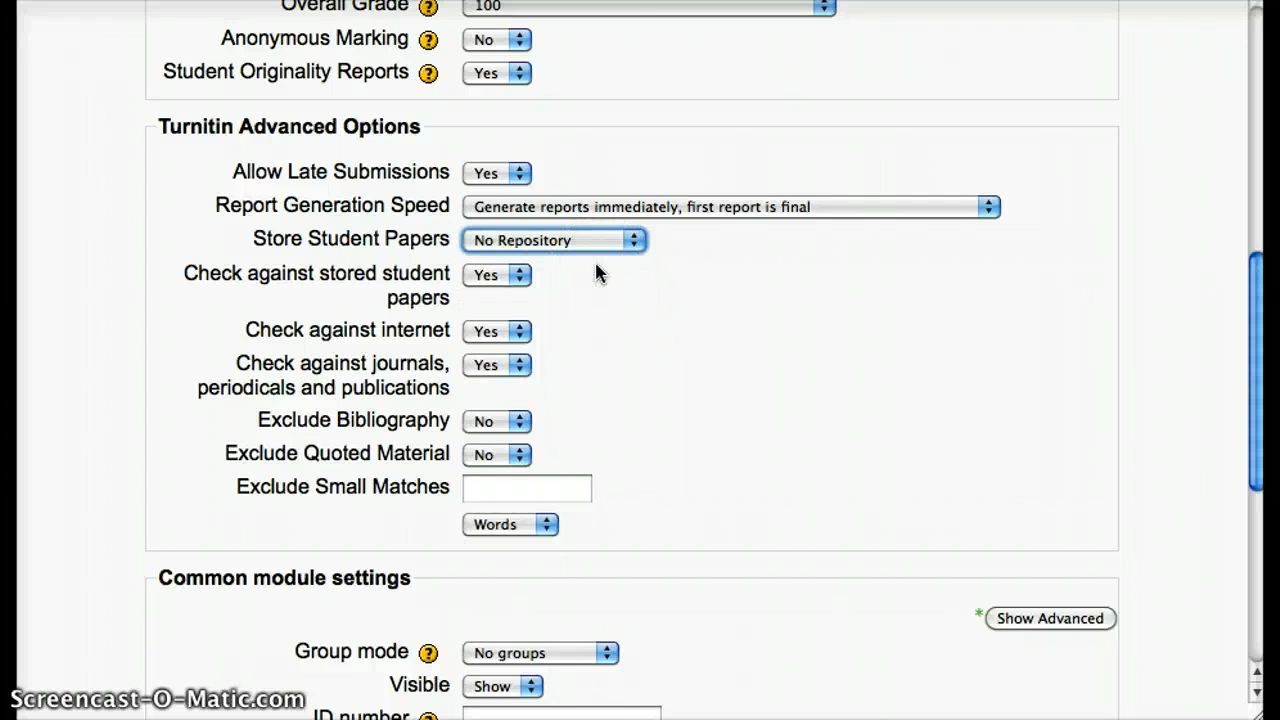 Overall Grade ? 100
Anonymous Marking ? No
Student Originality Reports ? Yes
Turnitin Advanced Options
Allow Late Submissions Yes
Report Generation Speed Generate reports immediately, first report is final
Store Student Papers No Repository
Check against stored student papers Yes
Check against internet Yes
Check against journals, periodicals and publications Yes
Exclude Bibliography No
Exclude Quoted Material No
Exclude Small Matches
Words
Common module settings
* Show Advanced
Group mode ? No groups
Visible Show
ID number ?
Screencast-O-Matic.com